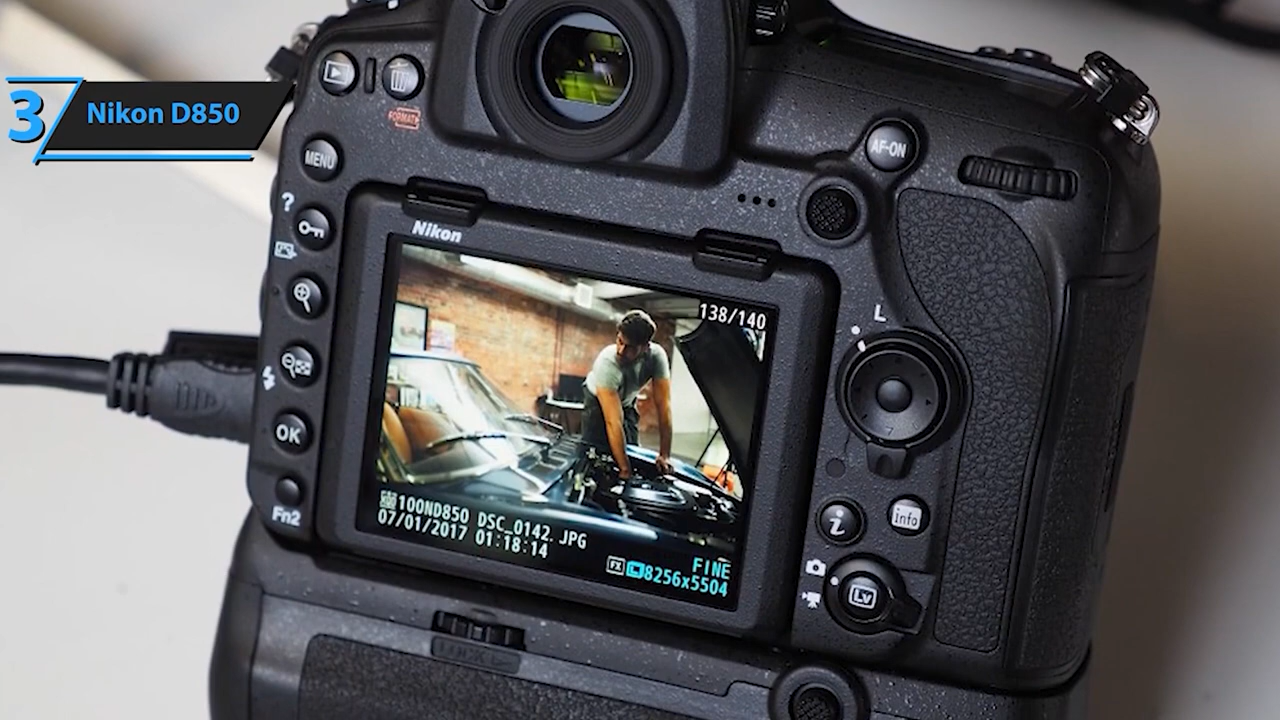 3
Nikon D850
FORMAT
MENU
?
AF-ON
Nikon
138/140
L
OK
Fn2
100ND850 DSC_0142.JPG
07/01/2017 01:18:14
FX L FINE
8256x5504
i
info
Lv
LOCK